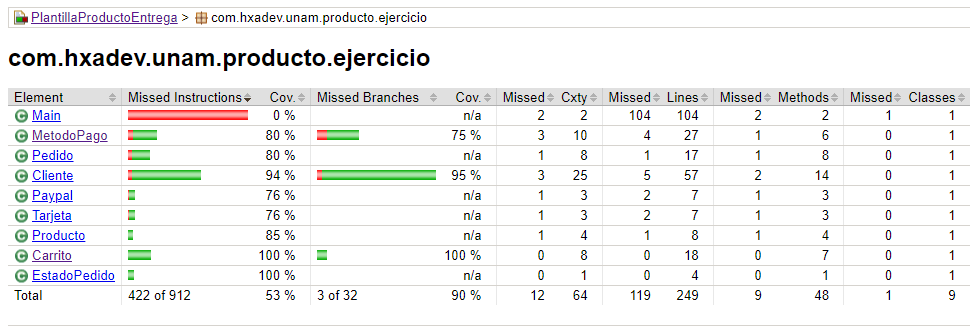 PlantillaProductoEntrega > com.hxadev.unam.producto.ejercicio
com.hxadev.unam.producto.ejercicio
Element Missed Instructions Cov. Missed Branches Cov. Missed Cxty Missed Lines Missed Methods Missed Classes
Main 0 % n/a 2 2 104 104 2 2 1 1
MetodoPago 80 % 75 % 3 10 4 27 1 6 0 1
Pedido 80 % n/a 1 8 1 17 1 8 0 1
Cliente 94 % 95 % 3 25 5 57 2 14 0 1
Paypal 76 % n/a 1 3 2 7 1 3 0 1
Tarjeta 76 % n/a 1 3 2 7 1 3 0 1
Producto 85 % n/a 1 4 1 8 1 4 0 1
Carrito 100 % 100 % 0 8 0 18 0 7 0 1
EstadoPedido 100 % n/a 0 1 0 4 0 1 0 1
Total 422 of 912 53 % 3 of 32 90 % 12 64 119 249 9 48 1 9